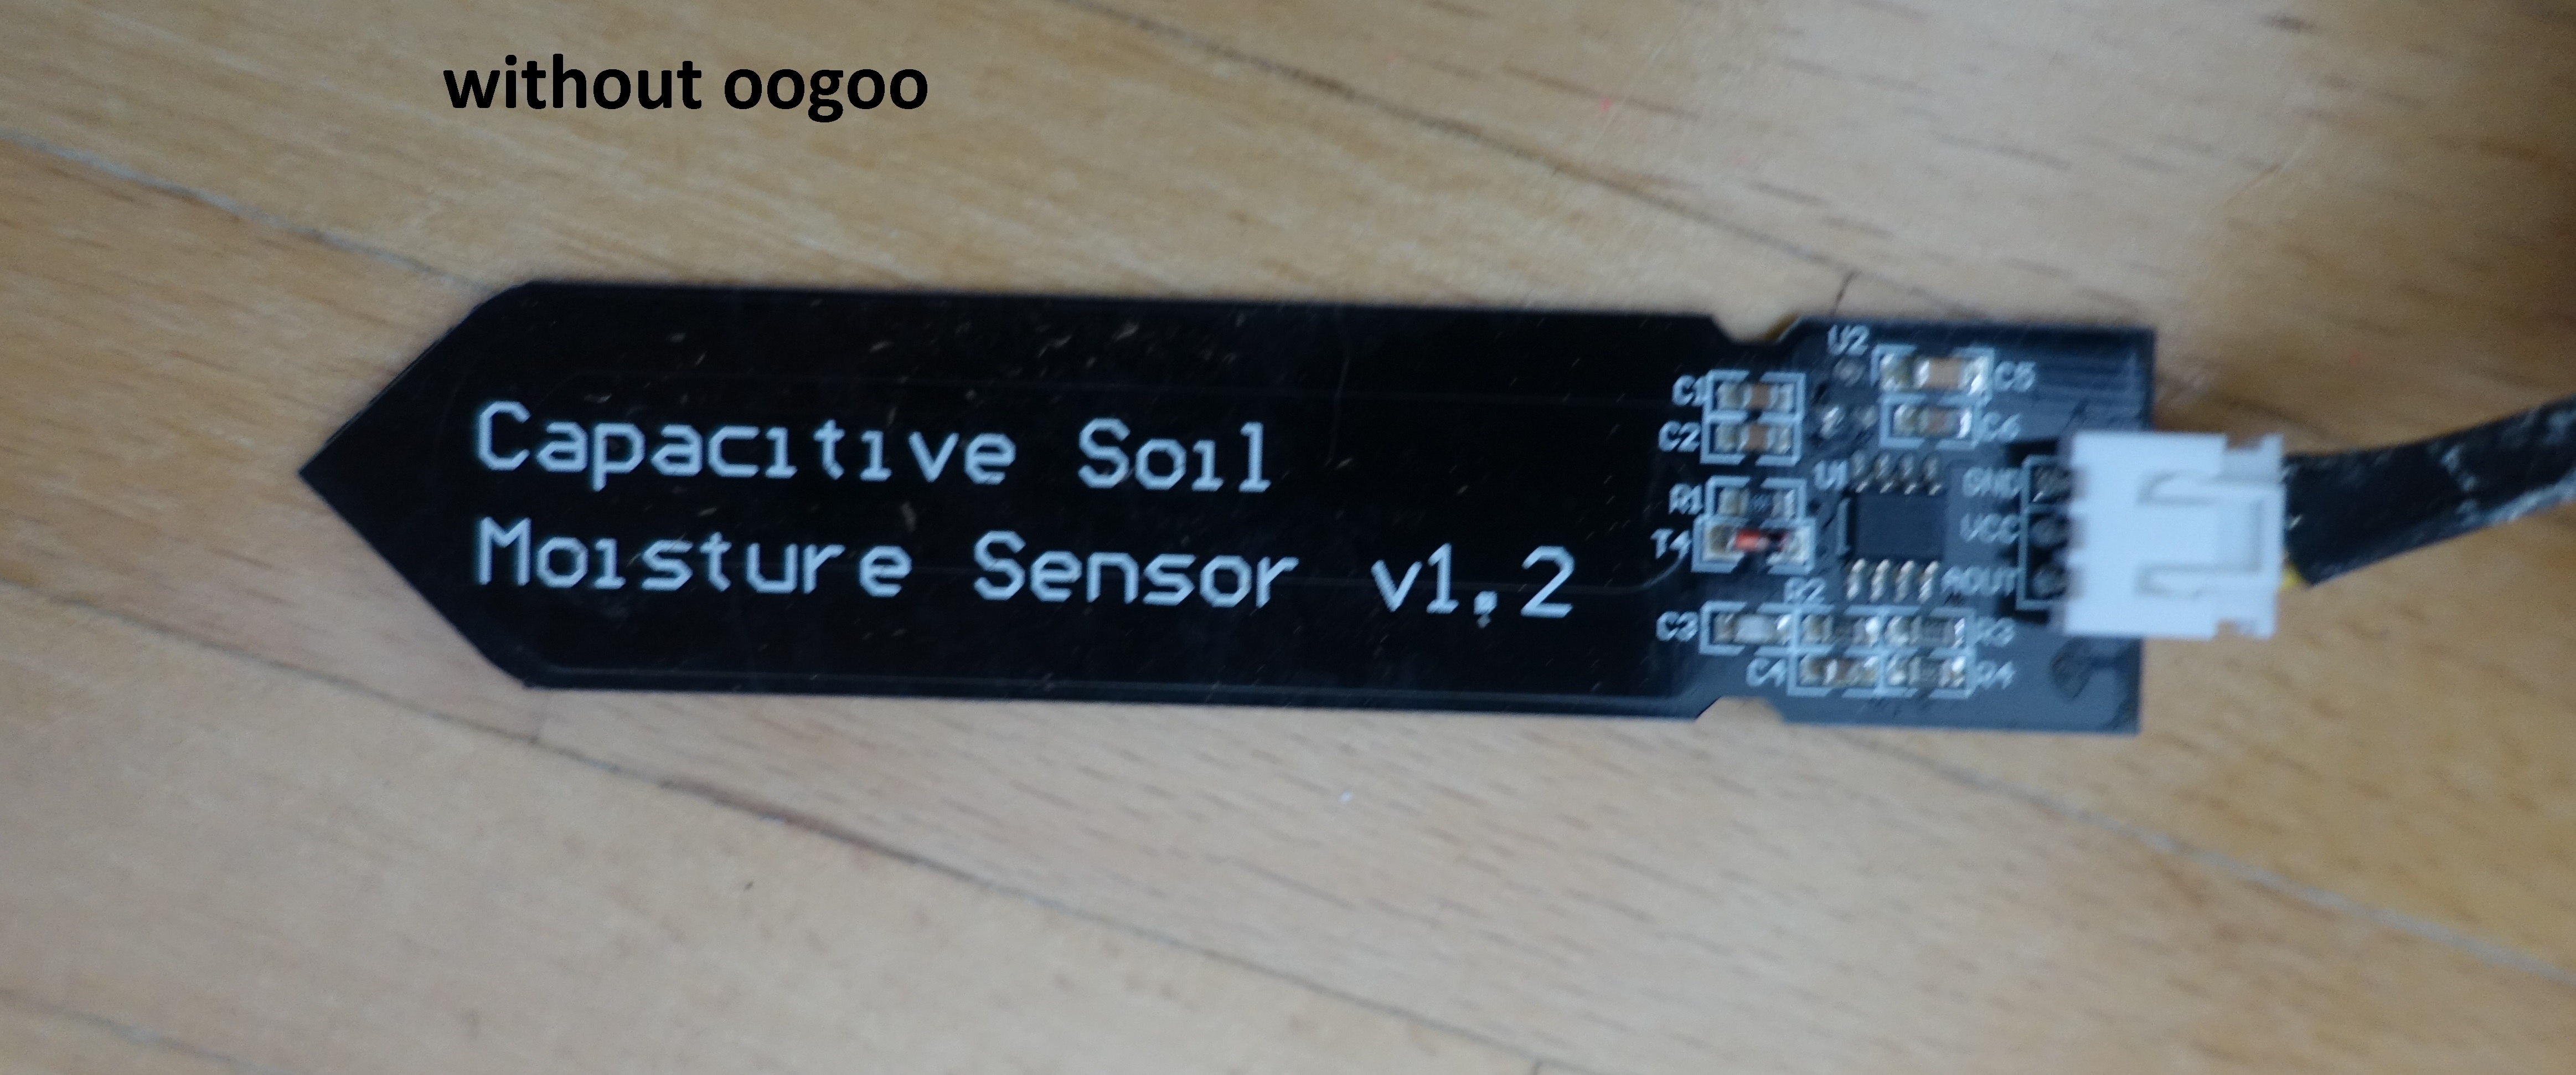 without oogoo
Capacitive Soil
Moisture Sensor v1.2
U2
C5
C1
C6
C2
U1
GND
R1
VCC
T4
AOUT
R2
C3
R3
C4
R4